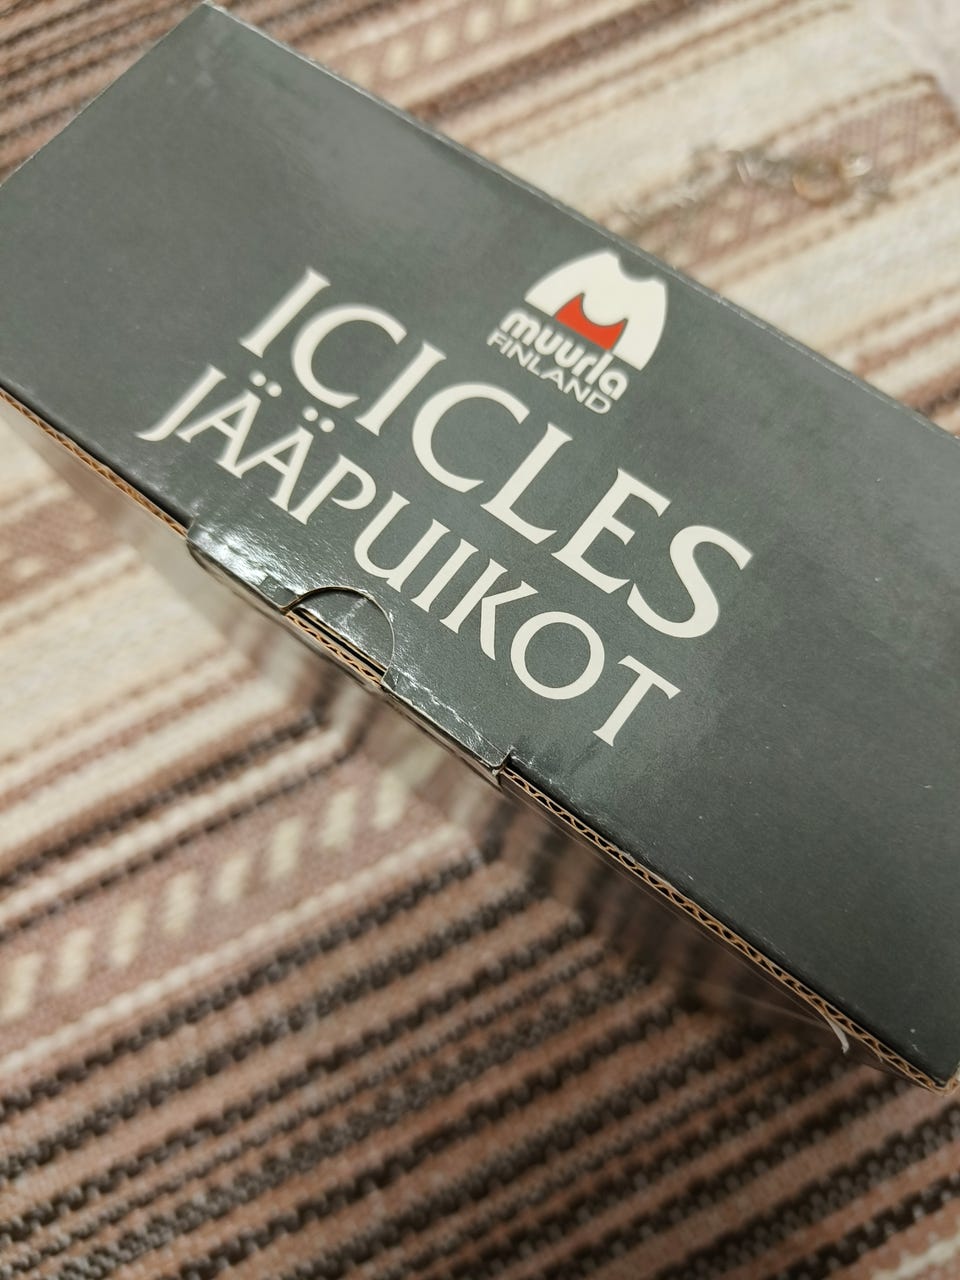 muurla
FINLAND
ICICLES
JÄÄPUIKOT